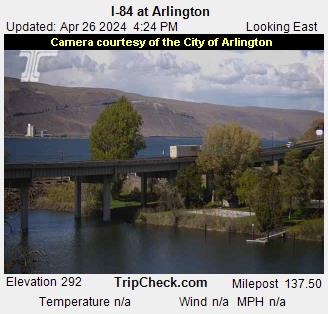 I-84 at Arlington
Updated: Apr 26 2024 4:24 PM Looking East
Camera courtesy of the City of Arlington
Elevation 292 TripCheck.com Milepost 137.50
Temperature n/a Wind n/a MPH n/a